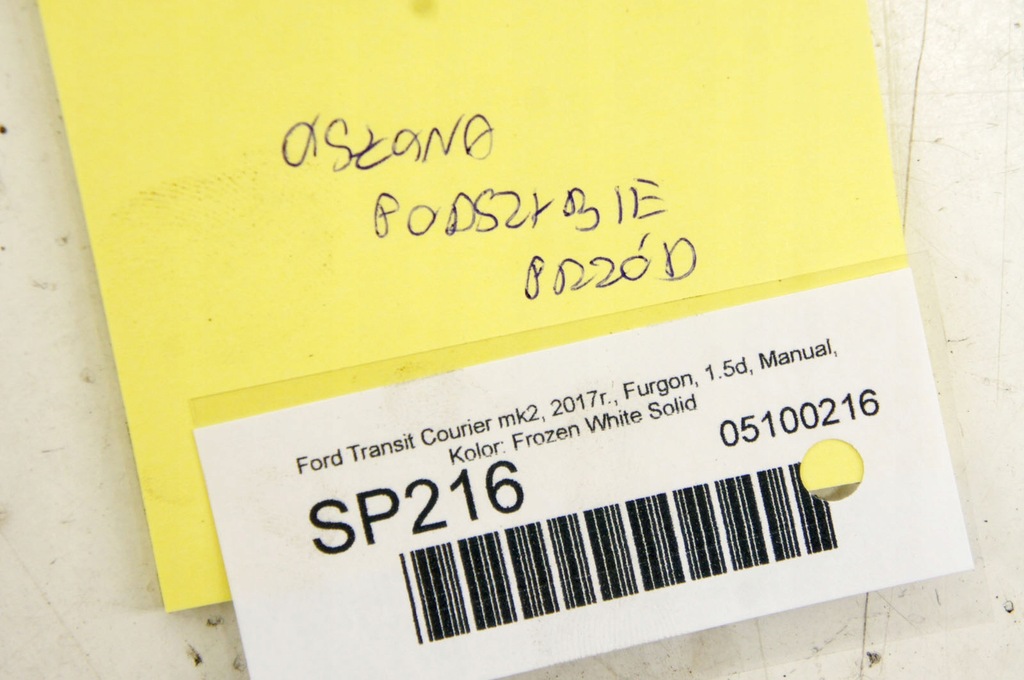 OSŁONA
PODSZYBIE
PRZÓD
Ford Transit Courier mk2, 2017r., Furgon, 1.5d, Manual,
Kolor: Frozen White Solid
SP216
05100216